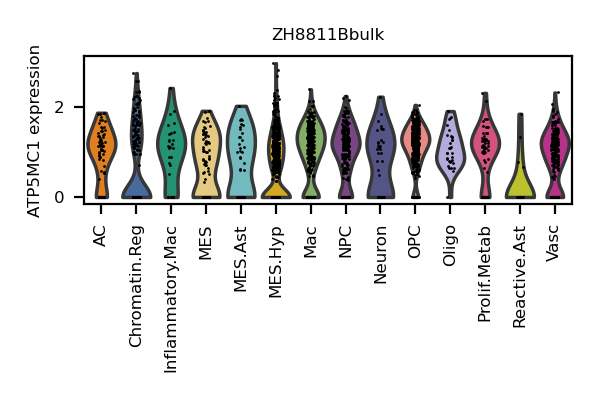 ZH8811Bbulk
ATP5MC1 expression
2
0
AC
Chromatin.Reg
Inflammatory.Mac
MES
MES.Ast
MES.Hyp
Mac
NPC
Neuron
OPC
Oligo
Prolif.Metab
Reactive.Ast
Vasc